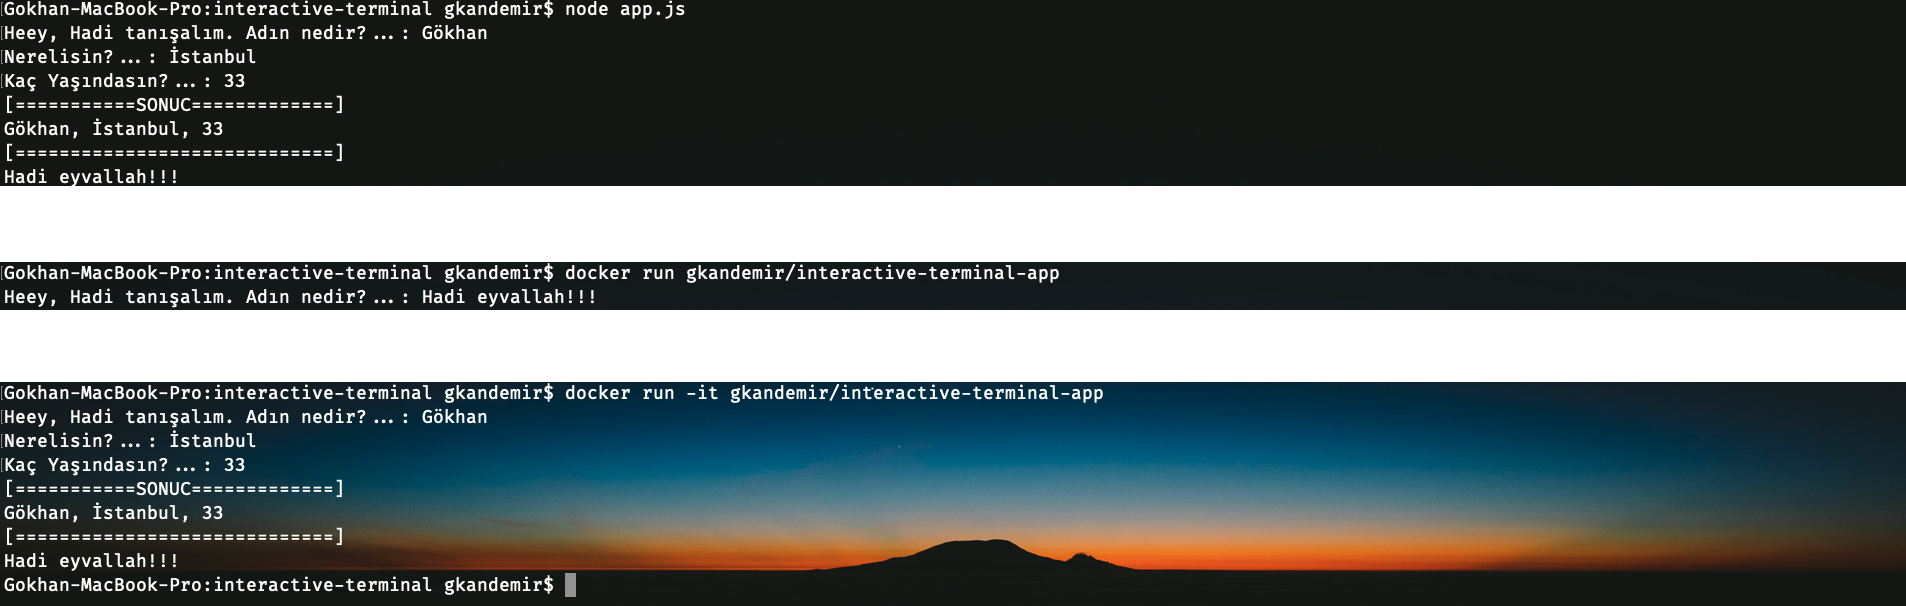 Gokhan-MacBook-Pro:interactive-terminal gkandemir$ node app.js
Heey, Hadi tanışalım. Adın nedir?...: Gökhan
Nerelisin?...: İstanbul
Kaç Yaşındasın?...: 33
[===========SONUC=============]
Gökhan, İstanbul, 33
[=============================]
Hadi eyvallah!!!
Gokhan-MacBook-Pro:interactive-terminal gkandemir$ docker run gkandemir/interactive-terminal-app
Heey, Hadi tanışalım. Adın nedir?...: Hadi eyvallah!!!
Gokhan-MacBook-Pro:interactive-terminal gkandemir$ docker run -it gkandemir/interactive-terminal-app
Heey, Hadi tanışalım. Adın nedir?...: Gökhan
Nerelisin?...: İstanbul
Kaç Yaşındasın?...: 33
[===========SONUC=============]
Gökhan, İstanbul, 33
[=============================]
Hadi eyvallah!!!
Gokhan-MacBook-Pro:interactive-terminal gkandemir$